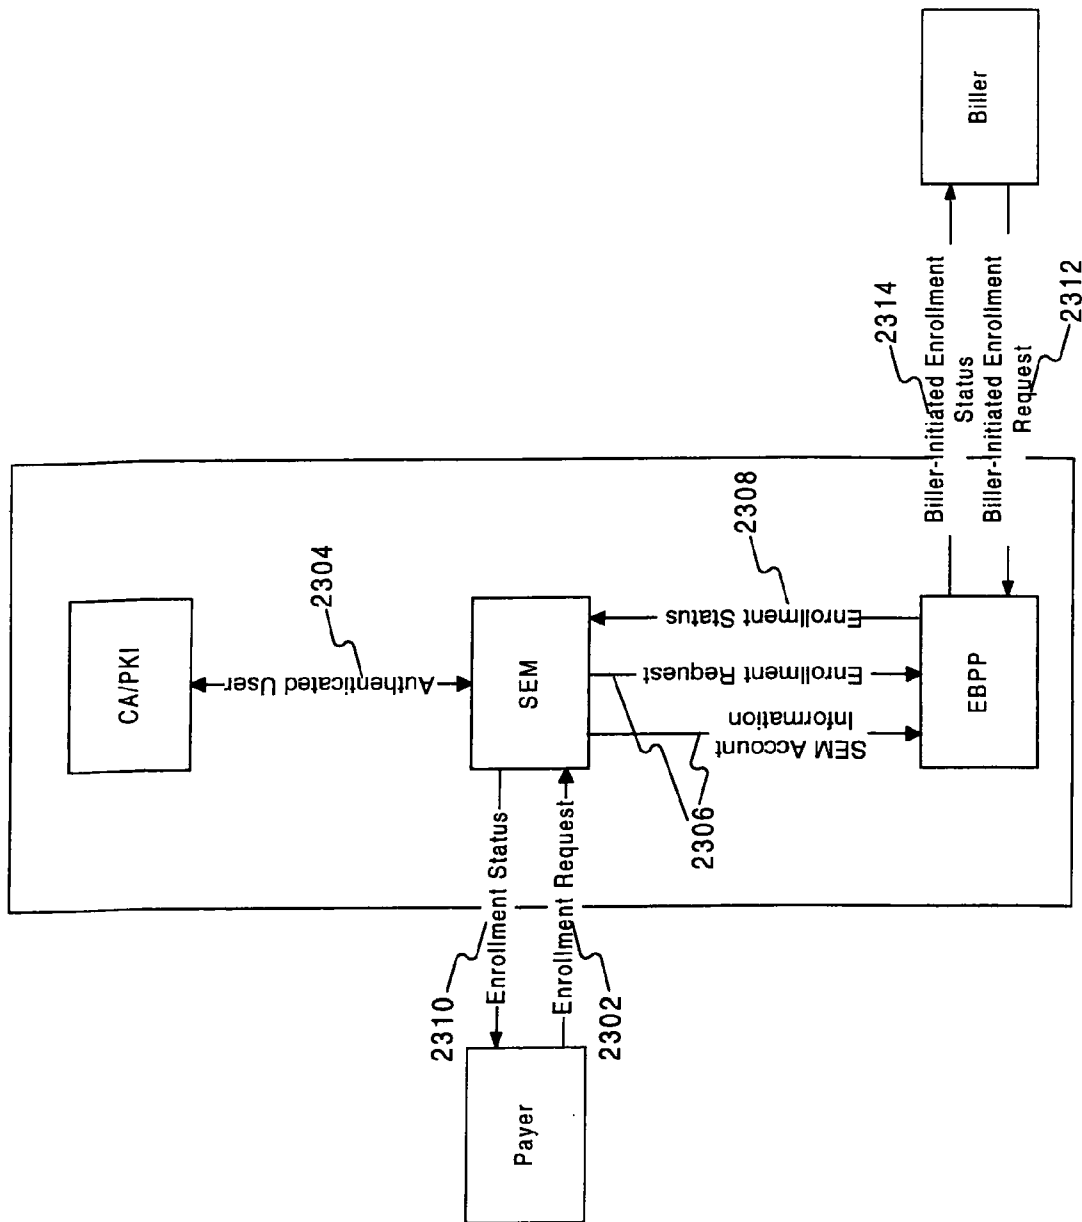 CA/PKI
2304
Authenticated User
2310
Enrollment Status
Payer
Enrollment Request
2302
SEM
2306
SEM Account
Information
Enrollment Request
Enrollment Status
2308
EBPP
2314
Biller-Initiated Enrollment
Status
Biller-Initiated Enrollment
Request
2312
Biller